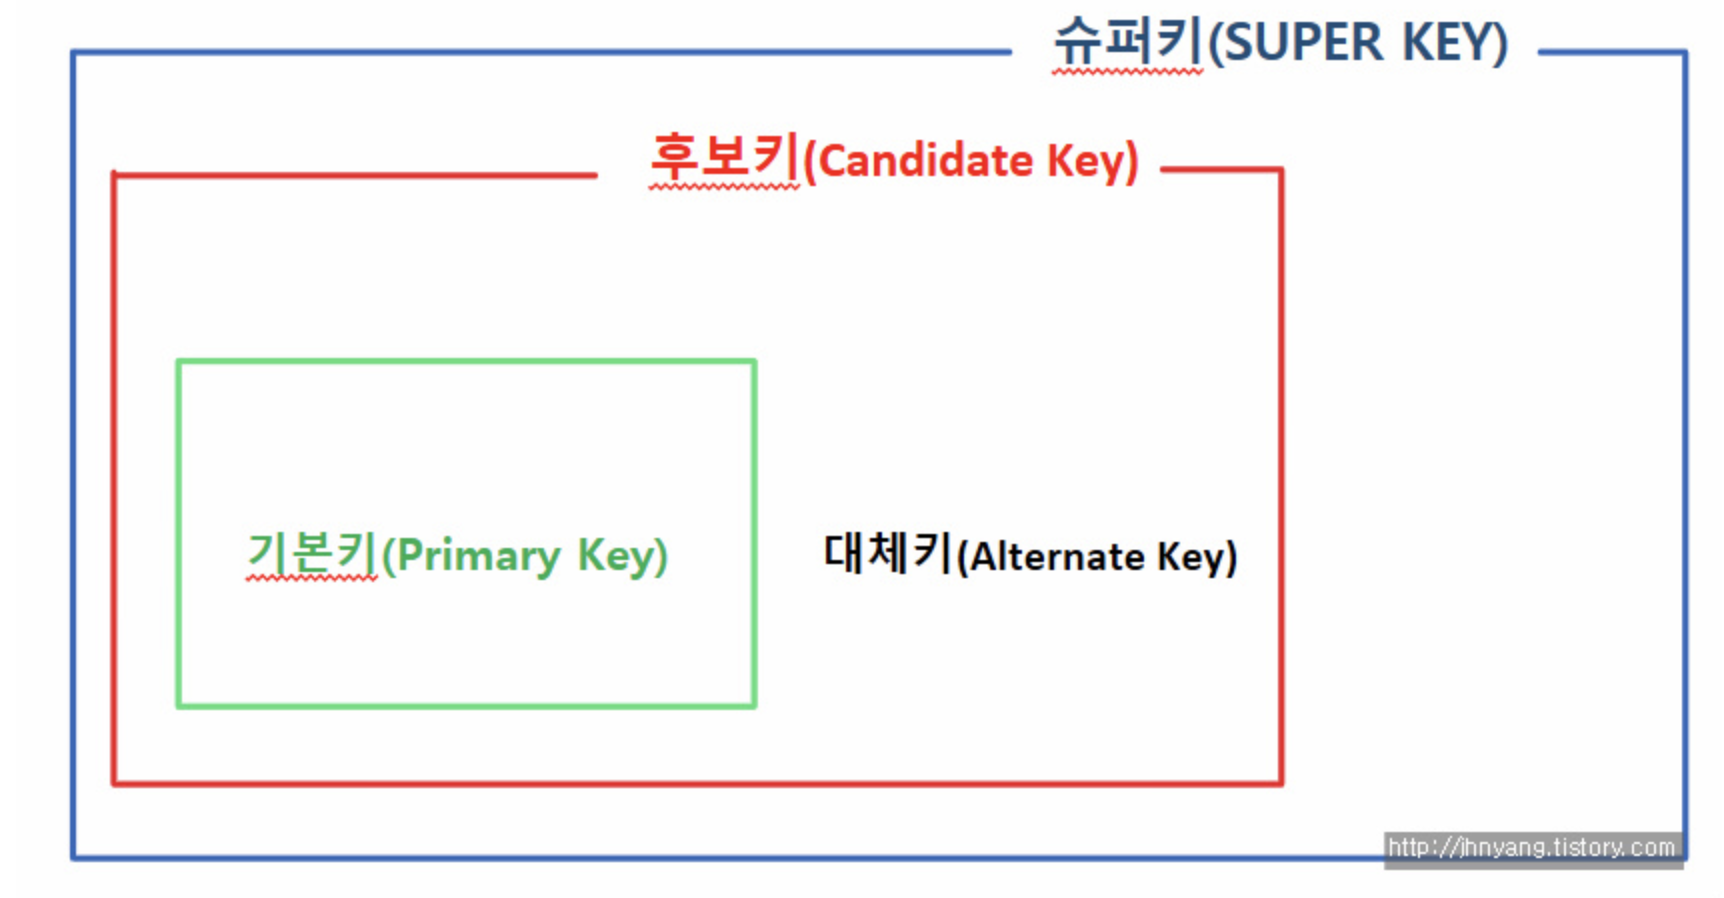 슈퍼키(SUPER KEY)
후보키(Candidate Key)
기본키(Primary Key)
대체키(Alternate Key)
http://jhnyang.tistory.com